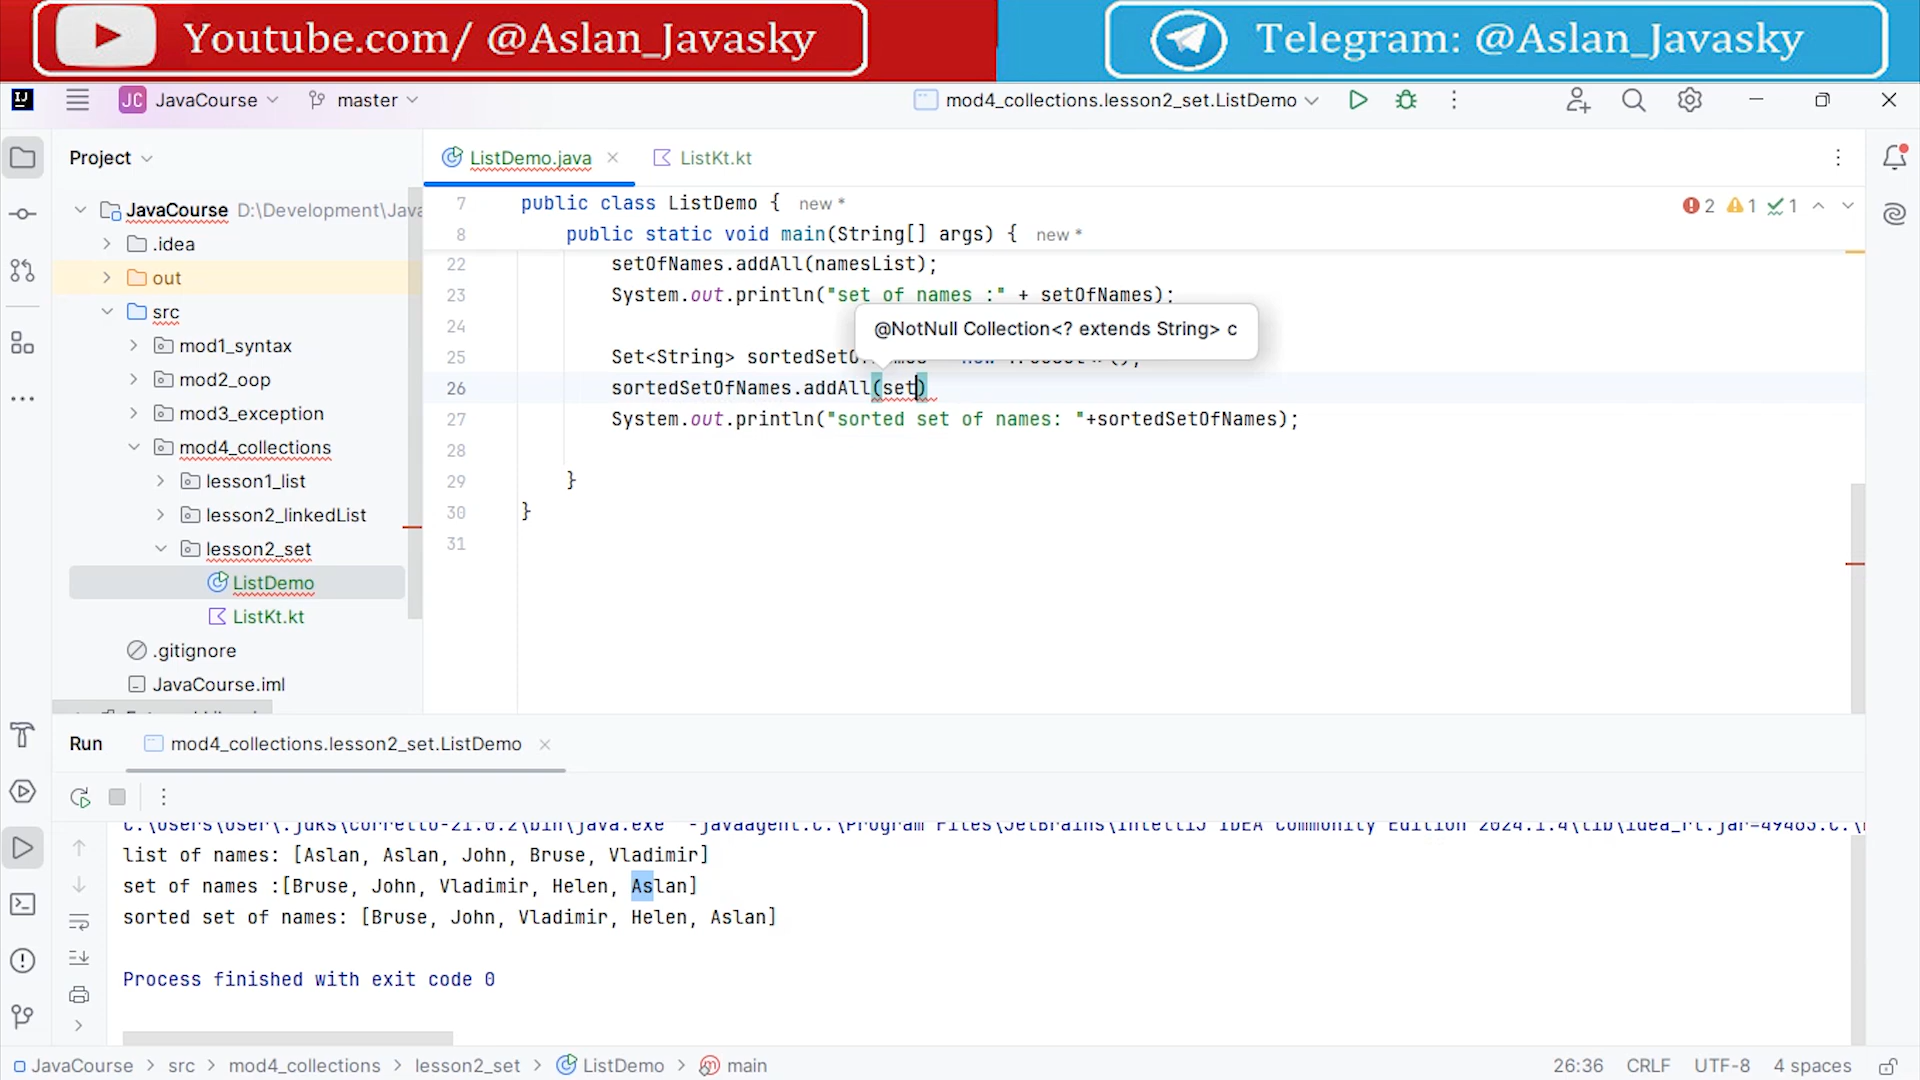 Youtube.com/ @Aslan_Javasky
Telegram: @Aslan_Javasky
JC JavaCourse master mod4_collections.lesson2_set.ListDemo
Project
ListDemo.java ListKt.kt
JavaCourse D:\Development\Java
.idea
out
src
mod1_syntax
mod2_oop
mod3_exception
mod4_collections
lesson1_list
lesson2_linkedList
lesson2_set
ListDemo
ListKt.kt
.gitignore
JavaCourse.iml
7 public class ListDemo { new *
2 1 1
8 public static void main(String[] args) { new *
22 setOfNames.addAll(namesList);
23 System.out.println("set of names :" + setOfNames);
24
@NotNull Collection<? extends String> c
25 Set<String>
26 sortedSetOfNames.addAll(set)
27 System.out.println("sorted set of names: "+sortedSetOfNames);
28
29 }
30 }
31
Run mod4_collections.lesson2_set.ListDemo
list of names: [Aslan, Aslan, John, Bruse, Vladimir]
set of names :[Bruse, John, Vladimir, Helen, Aslan]
sorted set of names: [Bruse, John, Vladimir, Helen, Aslan]
Process finished with exit code 0
JavaCourse src mod4_collections lesson2_set ListDemo main
26:36 CRLF UTF-8 4 spaces